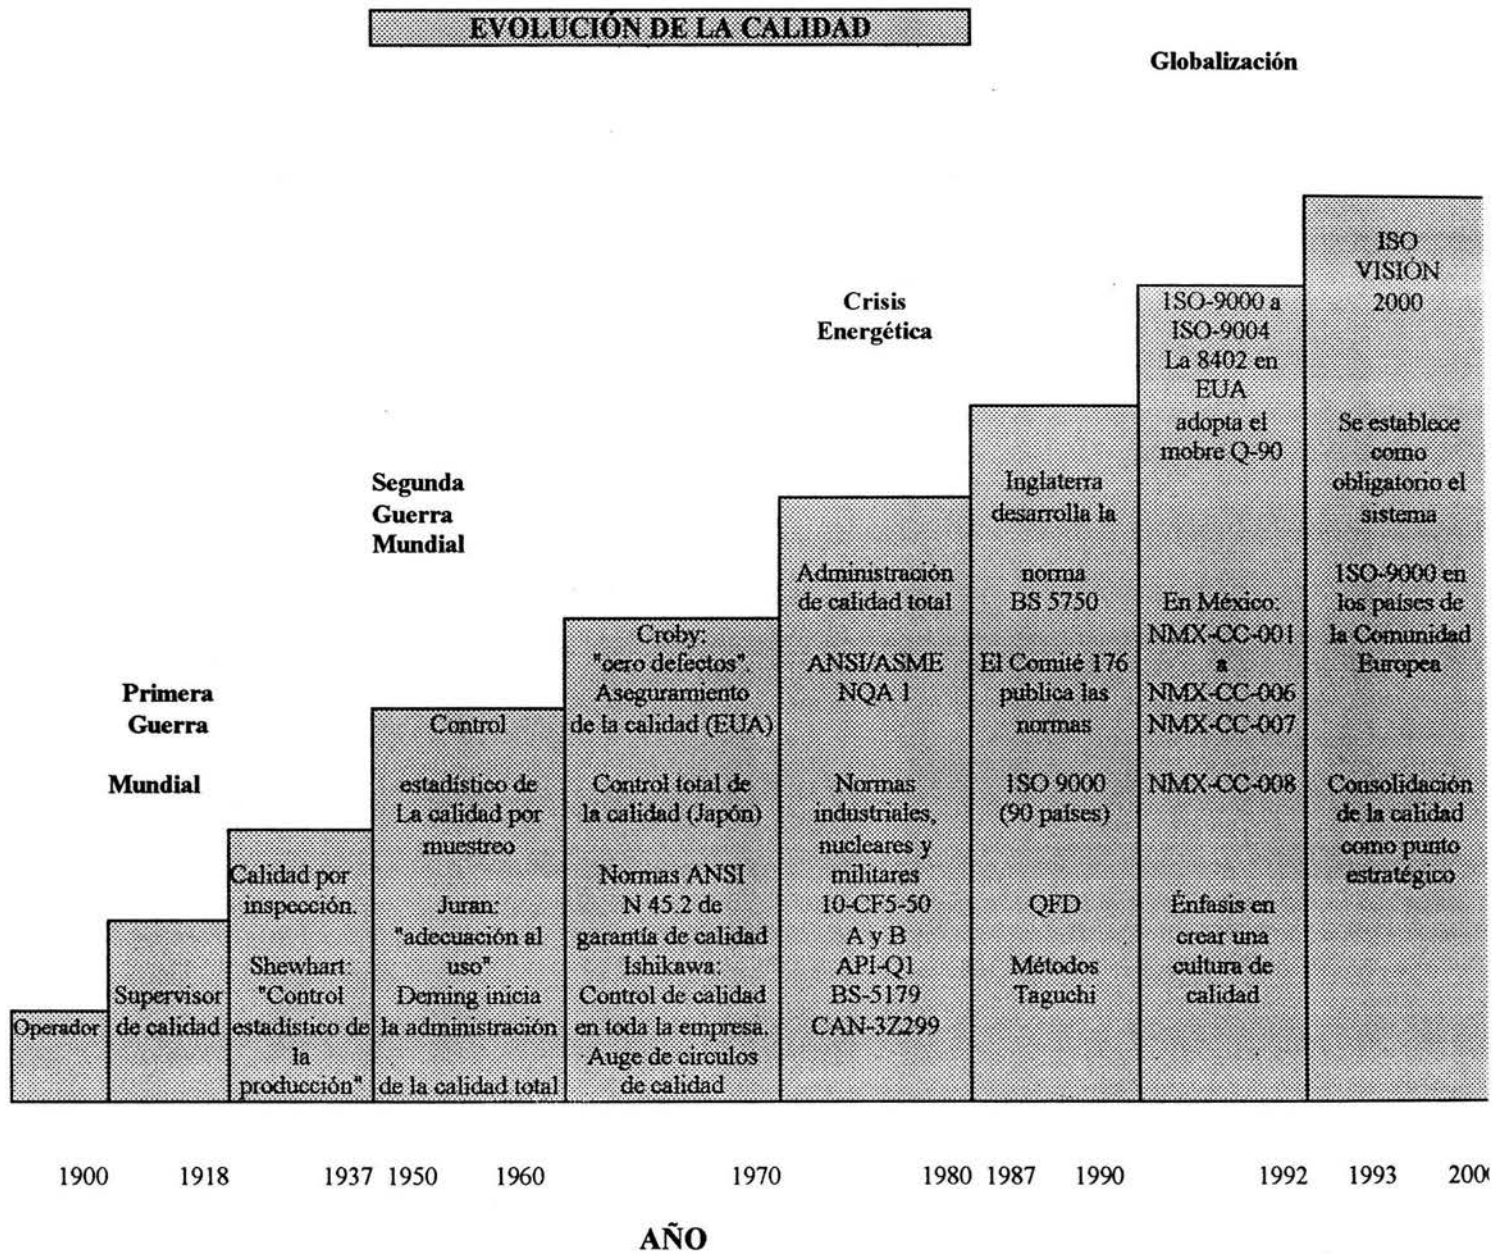 EVOLUCIÓN DE LA CALIDAD
Globalización
Crisis
Energética
Segunda
Guerra
Mundial
Primera
Guerra
Mundial
Operador
Supervisor
de calidad
Calidad por
inspección.
Shewhart:
"Control
estadístico de
la
producción"
Control
estadístico de
La calidad por
muestreo
Juran:
"adecuación al
uso"
Deming inicia
la administración
de la calidad total
Croby:
"cero defectos".
Aseguramiento
de la calidad (EUA)
Control total de
la calidad (Japón)
Normas ANSI
N 45.2 de
garantía de calidad
Ishikawa:
Control de calidad
en toda la empresa.
Auge de circulos
de calidad
Administración
de calidad total
ANSI/ASME
NQA 1
Normas
industriales,
nucleares y
militares
10-CF5-50
A y B
API-Q1
BS-5179
CAN-3Z299
Inglaterra
desarrolla la
norma
BS 5750
El Comité 176
publica las
normas
1SO 9000
(90 países)
QFD
Métodos
Taguchi
1SO-9000 a
ISO-9004
La 8402 en
EUA
adopta el
mobre Q-90
En México:
NMX-CC-001
a
NMX-CC-006
NMX-CC-007
NMX-CC-008
Énfasis en
crear una
cultura de
calidad
ISO
VISIÓN
2000
Se establece
como
obligatorio el
sistema
1SO-9000 en
los países de
la Comunidad
Europea
Consolidación
de la calidad
como punto
estratégico
1900 1918 1937 1950 1960 1970 1980 1987 1990 1992 1993 200
AÑO